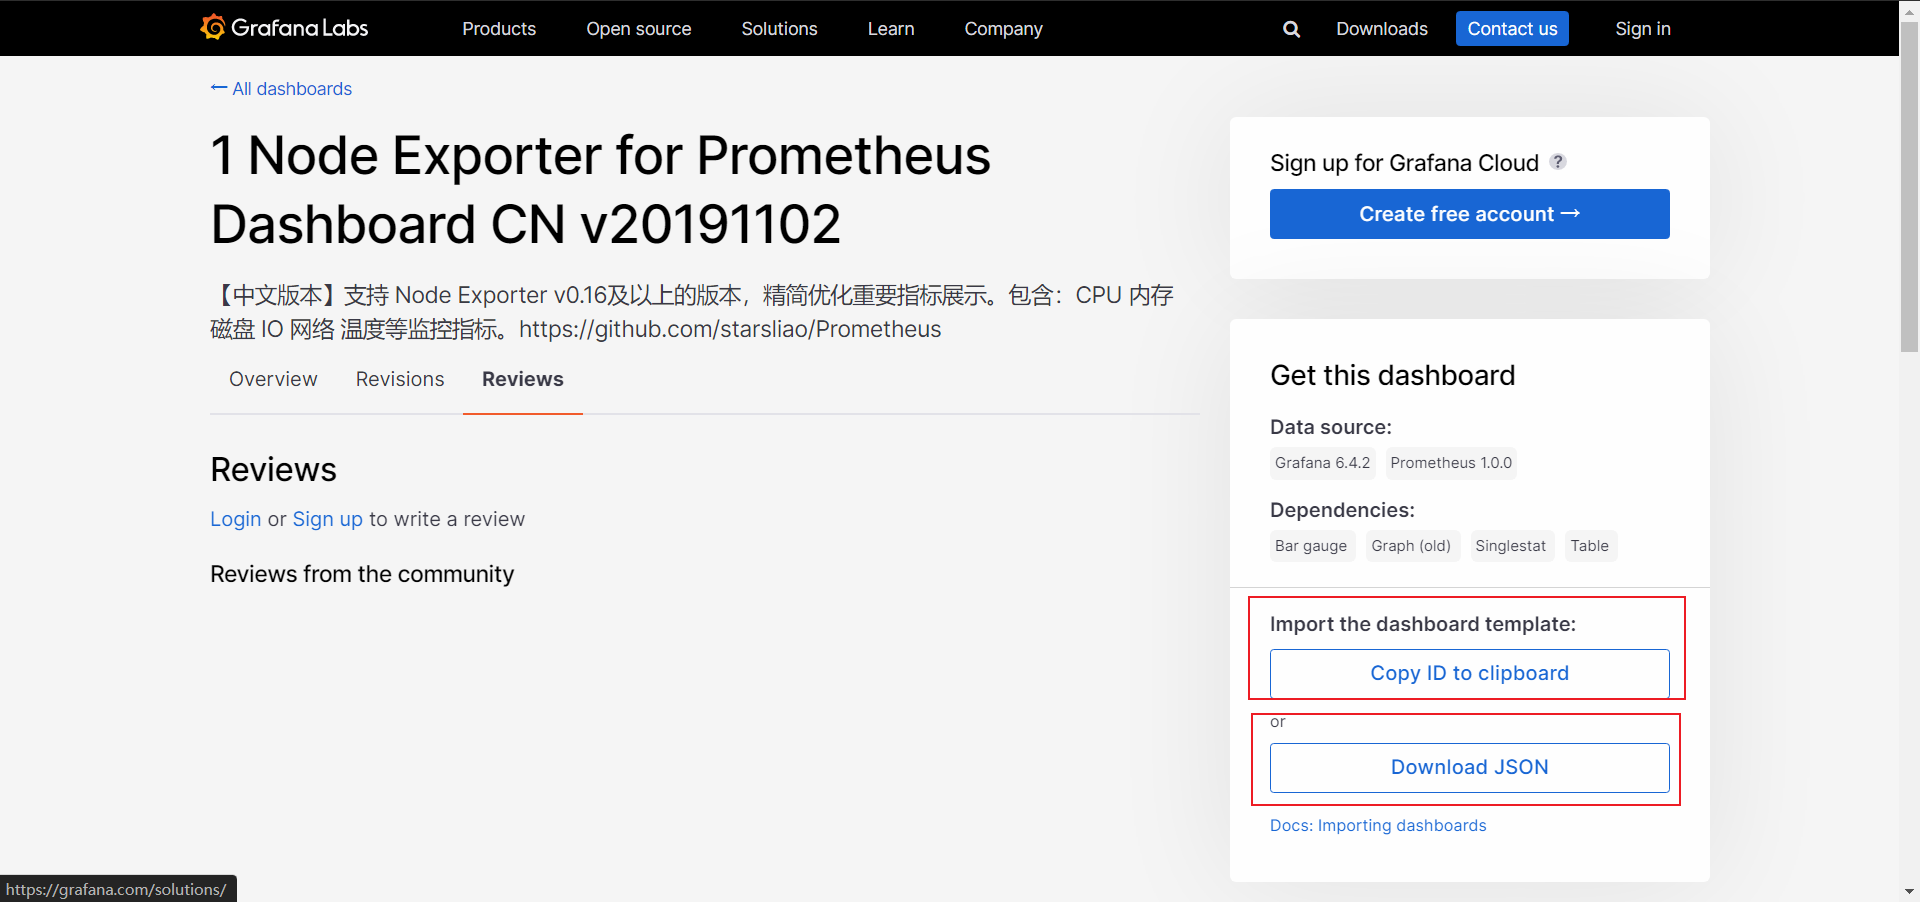 Grafana Labs
Products Open source Solutions Learn Company Downloads Contact us Sign in
← All dashboards
1 Node Exporter for Prometheus
Dashboard CN v20191102
【中文版本】支持 Node Exporter v0.16及以上的版本，精简优化重要指标展示。包含：CPU 内存
磁盘 IO 网络 温度等监控指标。https://github.com/starsliao/Prometheus
Overview Revisions Reviews
Reviews
Login or Sign up to write a review
Reviews from the community
Sign up for Grafana Cloud ?
Create free account →
Get this dashboard
Data source:
Grafana 6.4.2 Prometheus 1.0.0
Dependencies:
Bar gauge Graph (old) Singlestat Table
Import the dashboard template:
Copy ID to clipboard
or
Download JSON
Docs: Importing dashboards
https://grafana.com/solutions/